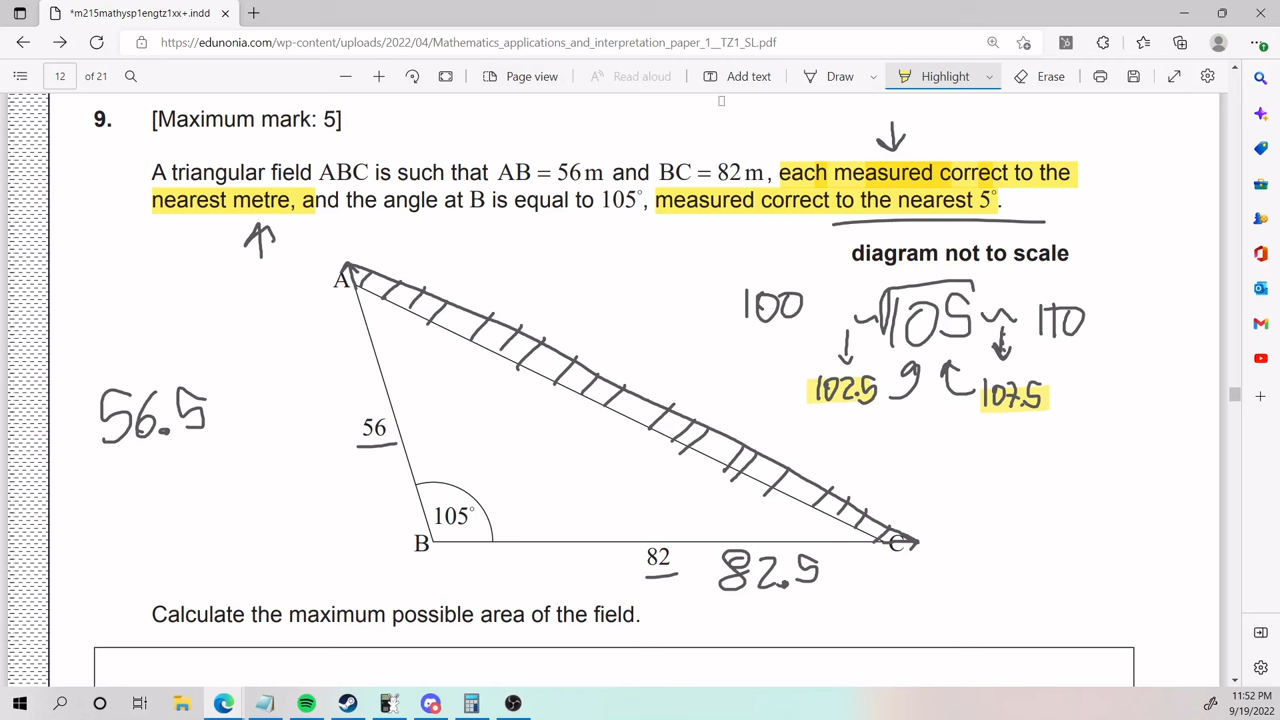 *m215mathysp1engtz1xx+.indd
https://edunonia.com/wp-content/uploads/2022/04/Mathematics_applications_and_interpretation_paper_1__TZ1_SL.pdf
12 of 21
Page view
Read aloud
Add text
Draw
Highlight
Erase
9. [Maximum mark: 5]
A triangular field ABC is such that AB = 56 m and BC = 82 m, each measured correct to the
nearest metre, and the angle at B is equal to 105°, measured correct to the nearest 5°.
diagram not to scale
100 105 110
102.5 107.5
A
56.5
56
105°
B
C
82 82.5
Calculate the maximum possible area of the field.
11:52 PM
9/19/2022